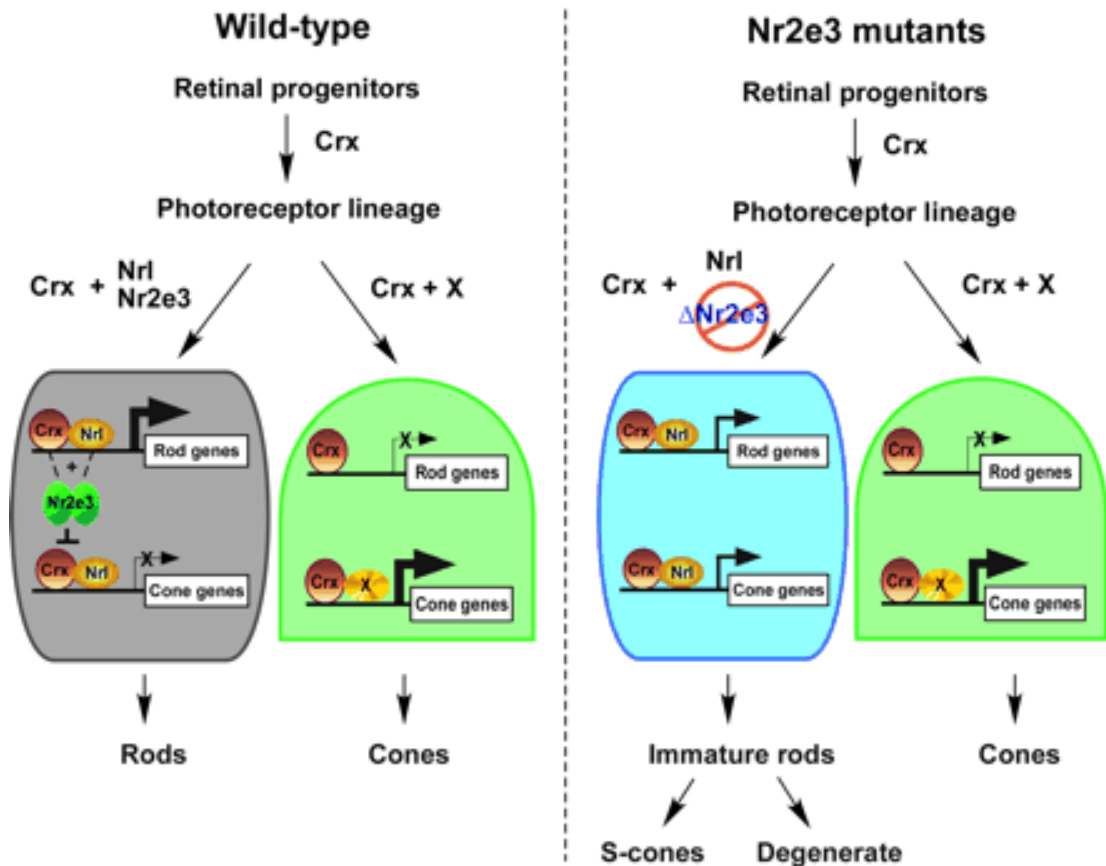 Wild-type
Retinal progenitors
Crx
Photoreceptor lineage
Crx + Nrl
Nr2e3
Crx + X
Crx Nrl
X
Rod genes
+
Nr2e3
Crx Nrl
X
Cone genes
Crx
X
Rod genes
Crx X
Cone genes
Rods
Cones
Nr2e3 mutants
Retinal progenitors
Crx
Photoreceptor lineage
Crx + Nrl
ΔNr2e3
Crx + X
Crx Nrl
Rod genes
Crx Nrl
Cone genes
Crx
X
Rod genes
Crx X
Cone genes
Immature rods
Cones
S-cones
Degenerate